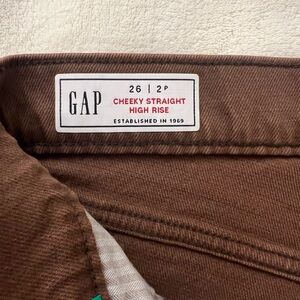 GAP
26 | 2P
CHEEKY STRAIGHT
HIGH RISE
ESTABLISHED IN 1969